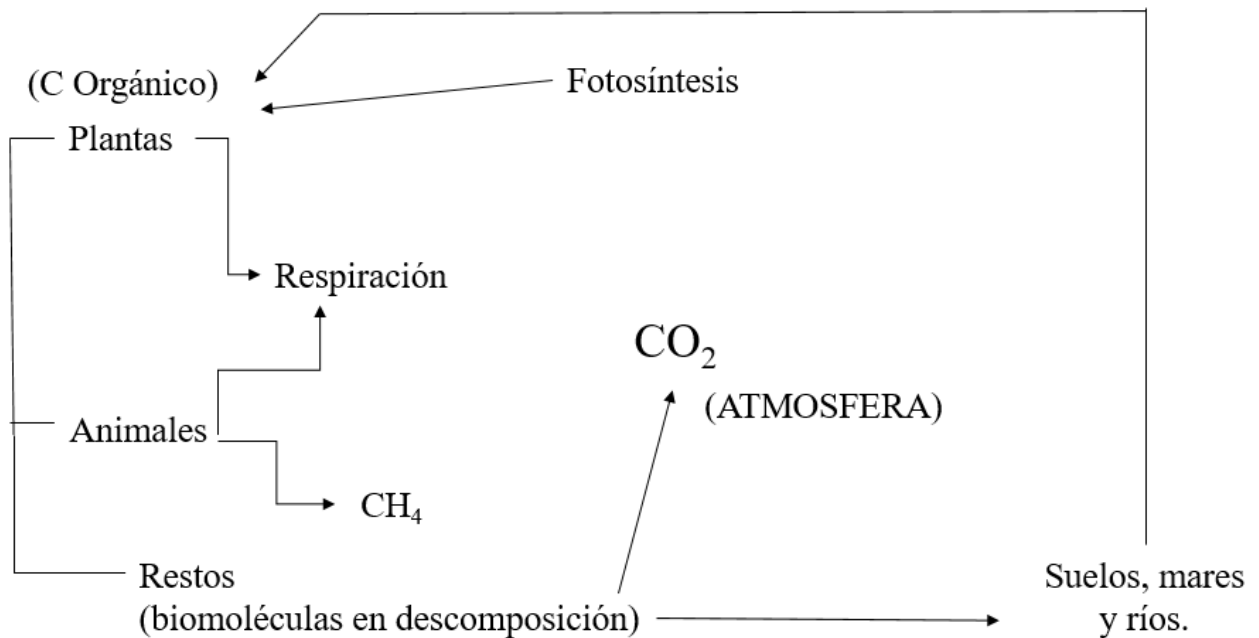 (C Orgánico)
Fotosíntesis
Plantas
Respiración
CO₂
(ATMOSFERA)
Animales
CH₄
Restos
(biomoléculas en descomposición)
Suelos, mares
y ríos.